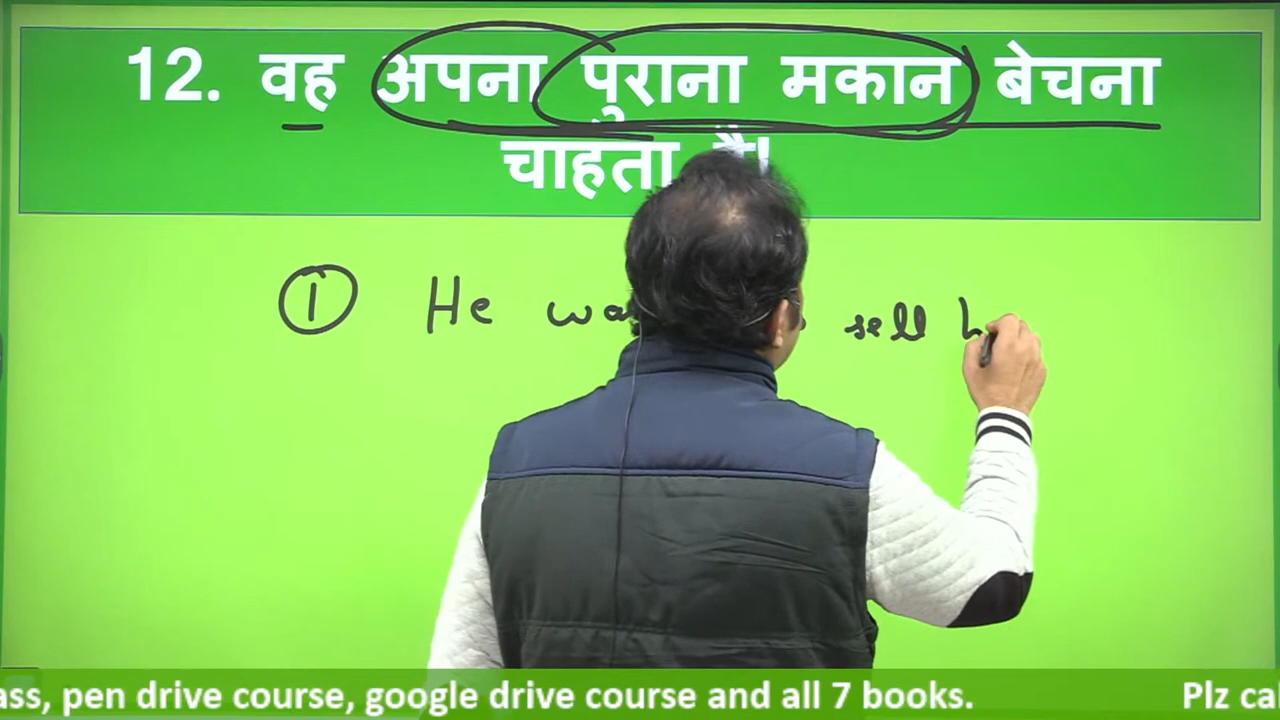 12. वह अपना पुराना मकान बेचना
चाहता है!
1 He sell
ass, pen drive course, google drive course and all 7 books. Plz cal